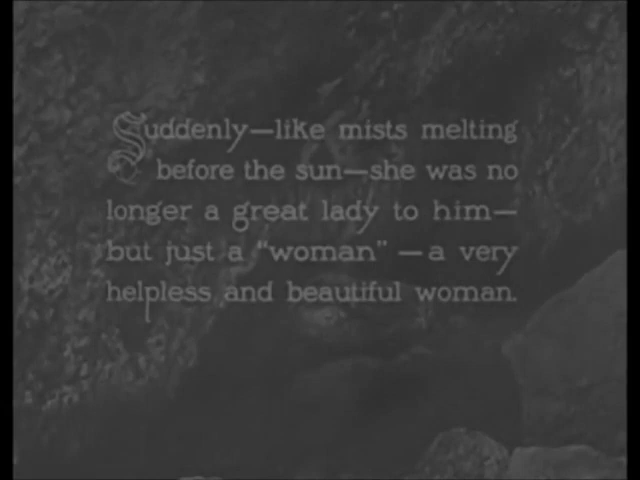 Suddenly—like mists melting
before the sun—she was no
longer a great lady to him—
but just a "woman" —a very
helpless and beautiful woman.